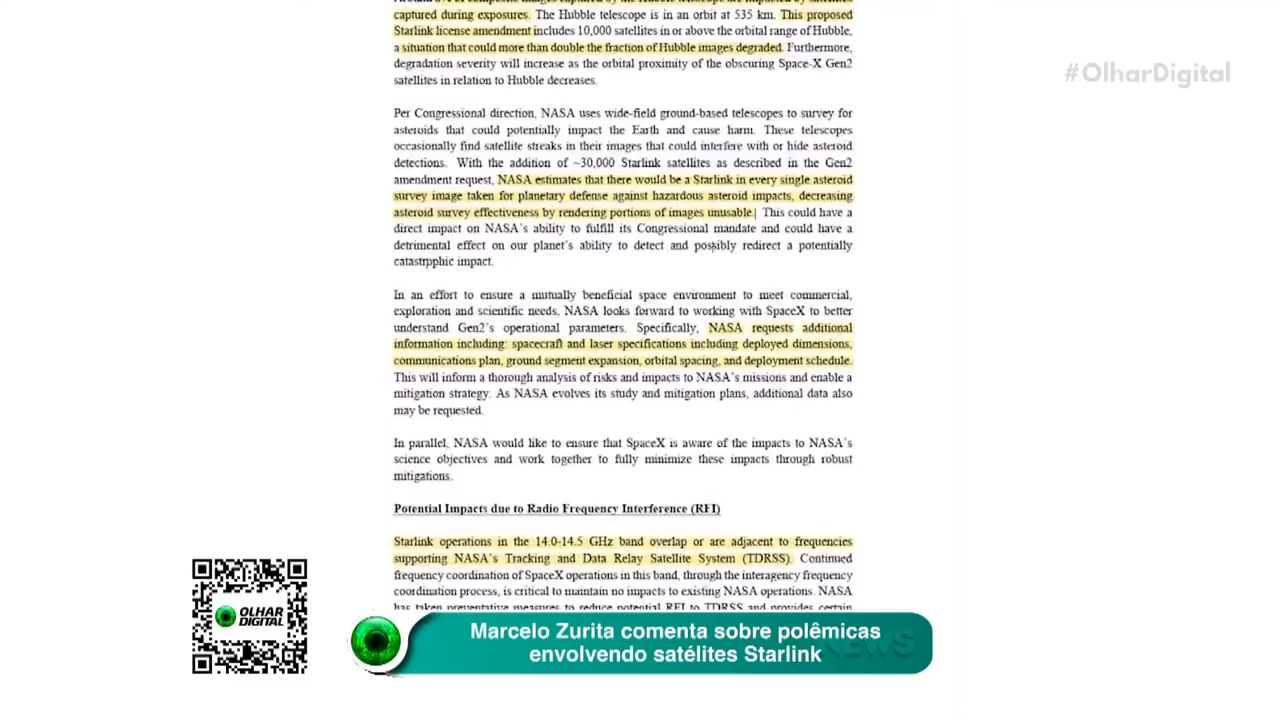 captured during exposures. The Hubble telescope is in an orbit at 535 km. This proposed
Starlink license amendment includes 10,000 satellites in or above the orbital range of Hubble,
a situation that could more than double the fraction of Hubble images degraded. Furthermore,
degradation severity will increase as the orbital proximity of the obscuring Space-X Gen2
satellites in relation to Hubble decreases.
#OlharDigital
Per Congressional direction, NASA uses wide-field ground-based telescopes to survey for
asteroids that could potentially impact the Earth and cause harm. These telescopes
occasionally find satellite streaks in their images that could interfere with or hide asteroid
detections. With the addition of ~30,000 Starlink satellites as described in the Gen2
amendment request, NASA estimates that there would be a Starlink in every single asteroid
survey image taken for planetary defense against hazardous asteroid impacts, decreasing
asteroid survey effectiveness by rendering portions of images unusable. This could have a
direct impact on NASA's ability to fulfill its Congressional mandate and could have a
detrimental effect on our planet's ability to detect and possibly redirect a potentially
catastrophic impact.
In an effort to ensure a mutually beneficial space environment to meet commercial,
exploration and scientific needs, NASA looks forward to working with SpaceX to better
understand Gen2's operational parameters. Specifically, NASA requests additional
information including: spacecraft and laser specifications including deployed dimensions,
communications plan, ground segment expansion, orbital spacing, and deployment schedule.
This will inform a thorough analysis of risks and impacts to NASA's missions and enable a
mitigation strategy. As NASA evolves its study and mitigation plans, additional data also
may be requested.
In parallel, NASA would like to ensure that SpaceX is aware of the impacts to NASA's
science objectives and work together to fully minimize these impacts through robust
mitigations.
Potential Impacts due to Radio Frequency Interference (RFI)
Starlink operations in the 14.0-14.5 GHz band overlap or are adjacent to frequencies
supporting NASA's Tracking and Data Relay Satellite System (TDRSS). Continued
frequency coordination of SpaceX operations in this band, through the interagency frequency
coordination process, is critical to maintain no impacts to existing NASA operations. NASA
has taken preventative measures to reduce potential RFI to TDRSS and provides certain
OLHAR
DIGITAL
Marcelo Zurita comenta sobre polêmicas
envolvendo satélites Starlink
NEWS